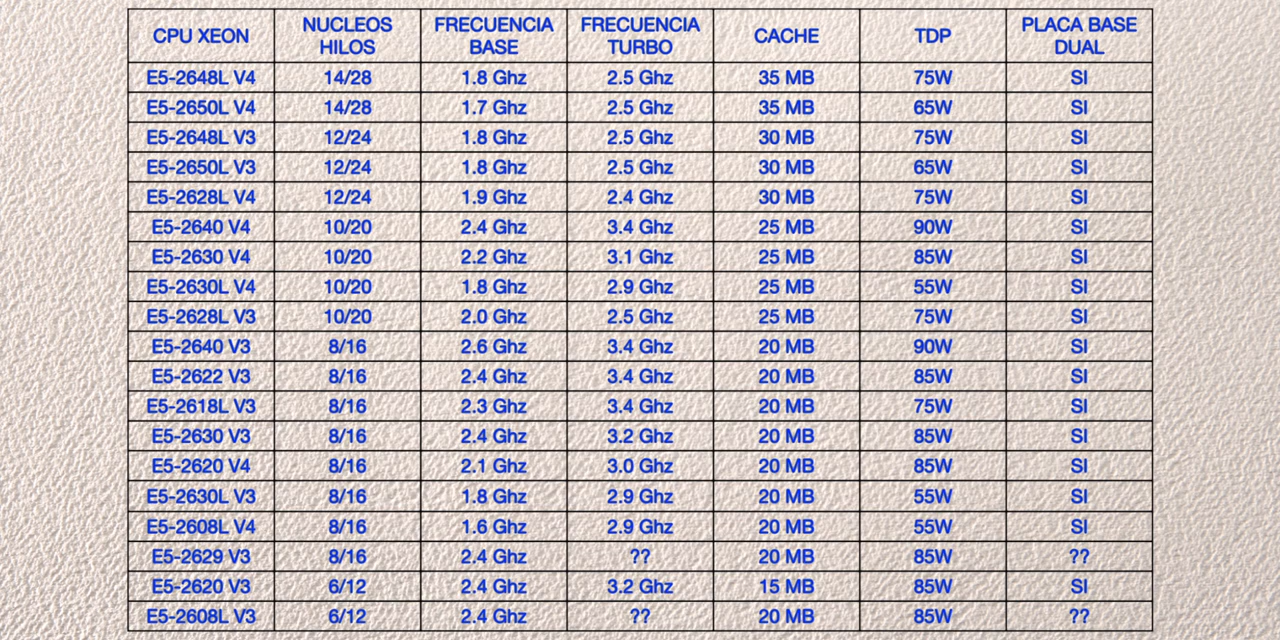 CPU XEON NUCLEOS HILOS FRECUENCIA BASE FRECUENCIA TURBO CACHE TDP PLACA BASE DUAL
E5-2648L V4 14/28 1.8 Ghz 2.5 Ghz 35 MB 75W SI
E5-2650L V4 14/28 1.7 Ghz 2.5 Ghz 35 MB 65W SI
E5-2648L V3 12/24 1.8 Ghz 2.5 Ghz 30 MB 75W SI
E5-2650L V3 12/24 1.8 Ghz 2.5 Ghz 30 MB 65W SI
E5-2628L V4 12/24 1.9 Ghz 2.4 Ghz 30 MB 75W SI
E5-2640 V4 10/20 2.4 Ghz 3.4 Ghz 25 MB 90W SI
E5-2630 V4 10/20 2.2 Ghz 3.1 Ghz 25 MB 85W SI
E5-2630L V4 10/20 1.8 Ghz 2.9 Ghz 25 MB 55W SI
E5-2628L V3 10/20 2.0 Ghz 2.5 Ghz 25 MB 75W SI
E5-2640 V3 8/16 2.6 Ghz 3.4 Ghz 20 MB 90W SI
E5-2622 V3 8/16 2.4 Ghz 3.4 Ghz 20 MB 85W SI
E5-2618L V3 8/16 2.3 Ghz 3.4 Ghz 20 MB 75W SI
E5-2630 V3 8/16 2.4 Ghz 3.2 Ghz 20 MB 85W SI
E5-2620 V4 8/16 2.1 Ghz 3.0 Ghz 20 MB 85W SI
E5-2630L V3 8/16 1.8 Ghz 2.9 Ghz 20 MB 55W SI
E5-2608L V4 8/16 1.6 Ghz 2.9 Ghz 20 MB 55W SI
E5-2629 V3 8/16 2.4 Ghz ?? 20 MB 85W ??
E5-2620 V3 6/12 2.4 Ghz 3.2 Ghz 15 MB 85W SI
E5-2608L V3 6/12 2.4 Ghz ?? 20 MB 85W ??